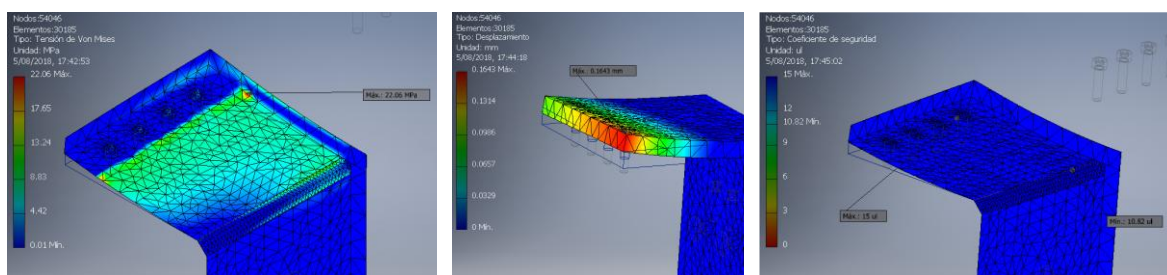 Nodos:54046
Elementos:30185
Tipo: Tensión de Von Mises
Unidad: MPa
5/08/2018, 17:42:53
22.06 Máx.
17.65
13.24
8.83
4.42
0.01 Mín.
Máx.: 22.06 MPa
Nodos:54046
Elementos:30185
Tipo: Desplazamiento
Unidad: mm
5/08/2018, 17:44:18
0.1643 Máx.
0.1314
0.0986
0.0657
0.0329
0 Mín.
Máx.: 0.1643 mm
Nodos:54046
Elementos:30185
Tipo: Coeficiente de seguridad
Unidad: ul
5/08/2018, 17:45:02
15 Máx.
12
10.82 Mín.
9
6
3
0
Máx.: 15 ul
Mín.: 10.82 ul